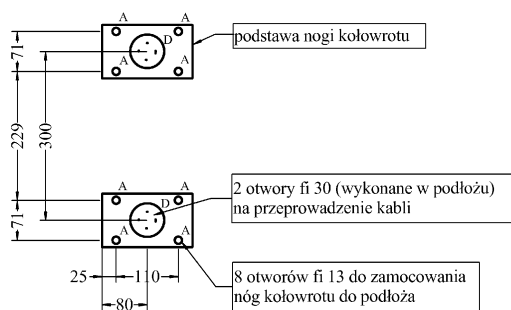 A A
D
A A
podstawa nogi kołowrotu
71
229
300
71
A A
D
A A
2 otwory fi 30 (wykonane w podłożu)
na przeprowadzenie kabli
25 110
80
8 otworów fi 13 do zamocowania
nóg kołowrotu do podłoża